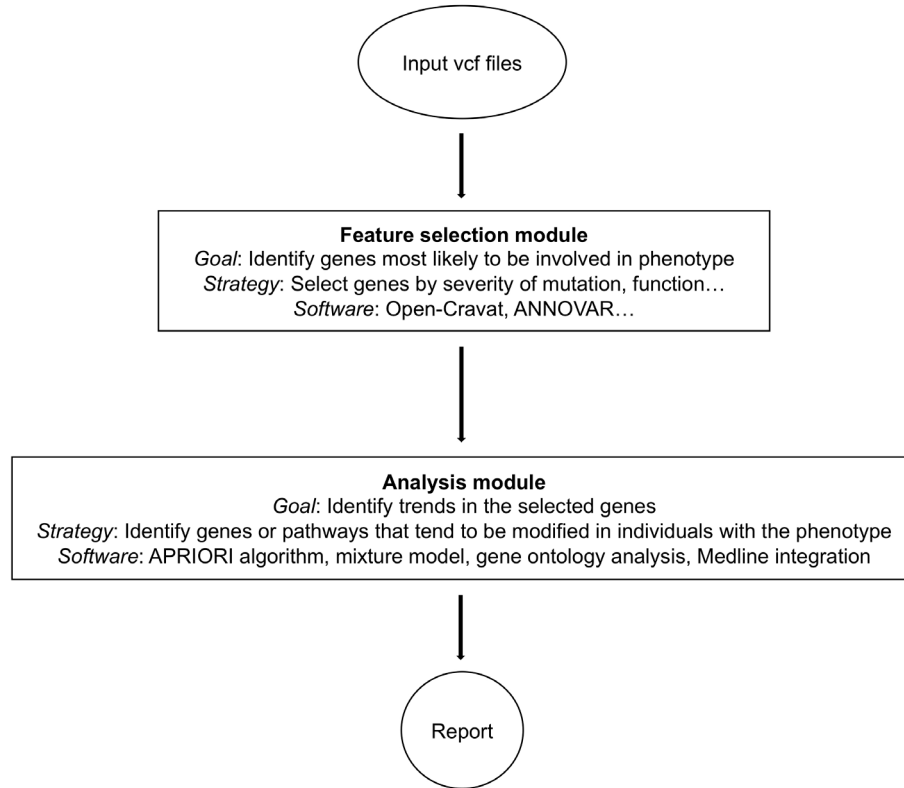 Input vcf files
Feature selection module
Goal: Identify genes most likely to be involved in phenotype
Strategy: Select genes by severity of mutation, function…
Software: Open-Cravat, ANNOVAR…
Analysis module
Goal: Identify trends in the selected genes
Strategy: Identify genes or pathways that tend to be modified in individuals with the phenotype
Software: APRIORI algorithm, mixture model, gene ontology analysis, Medline integration
Report